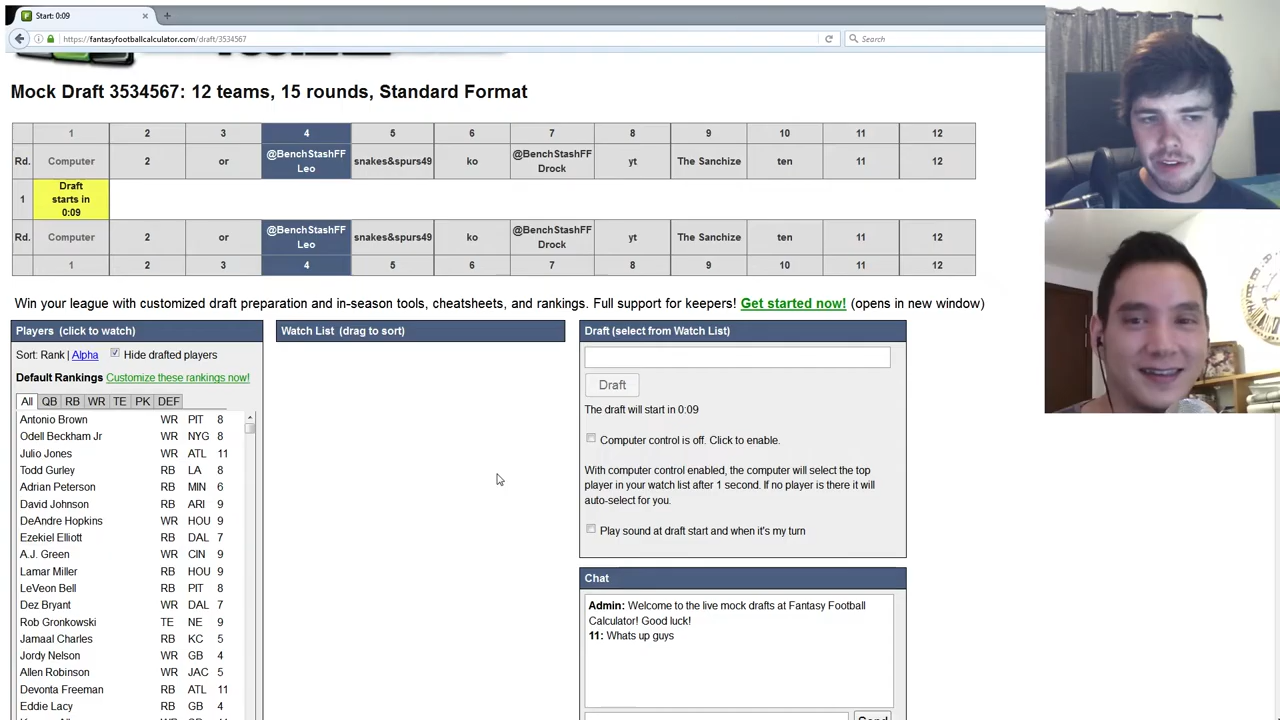 Start: 0:09
https://fantasyfootballcalculator.com/draft/3534567
Search
Mock Draft 3534567: 12 teams, 15 rounds, Standard Format
1 2 3 4 5 6 7 8 9 10 11 12
Rd. Computer 2 or @BenchStashFF Leo snakes&spurs49 ko @BenchStashFF Drock yt The Sanchize ten 11 12
1 Draft starts in 0:09
Rd. Computer 2 or @BenchStashFF Leo snakes&spurs49 ko @BenchStashFF Drock yt The Sanchize ten 11 12
1 2 3 4 5 6 7 8 9 10 11 12
Win your league with customized draft preparation and in-season tools, cheatsheets, and rankings. Full support for keepers! Get started now! (opens in new window)
Players (click to watch)
Sort: Rank | Alpha Hide drafted players
Default Rankings Customize these rankings now!
All QB RB WR TE PK DEF
Antonio Brown WR PIT 8
Odell Beckham Jr WR NYG 8
Julio Jones WR ATL 11
Todd Gurley RB LA 8
Adrian Peterson RB MIN 6
David Johnson RB ARI 9
DeAndre Hopkins WR HOU 9
Ezekiel Elliott RB DAL 7
A.J. Green WR CIN 9
Lamar Miller RB HOU 9
LeVeon Bell RB PIT 8
Dez Bryant WR DAL 7
Rob Gronkowski TE NE 9
Jamaal Charles RB KC 5
Jordy Nelson WR GB 4
Allen Robinson WR JAC 5
Devonta Freeman RB ATL 11
Eddie Lacy RB GB 4
Watch List (drag to sort)
Draft (select from Watch List)
Draft
The draft will start in 0:09
Computer control is off. Click to enable.
With computer control enabled, the computer will select the top
player in your watch list after 1 second. If no player is there it will
auto-select for you.
Play sound at draft start and when it's my turn
Chat
Admin: Welcome to the live mock drafts at Fantasy Football
Calculator! Good luck!
11: Whats up guys
Send